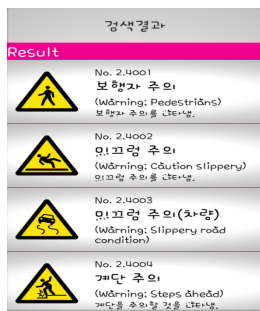 검색결과
Result
No. 2.4001
보행자 주의
(Warning; Pedestrians)
보행자 주의를 나타냄.
No. 2.4002
미끄럼 주의
(Warning; Caution slippery)
미끄럼 주의를 나타냄.
No. 2.4003
미끄럼 주의(차량)
(Warning; Slippery road
condition)
No. 2.4004
계단 주의
(Warning; Steps ahead)
계단을 주의할 것을 나타냄.